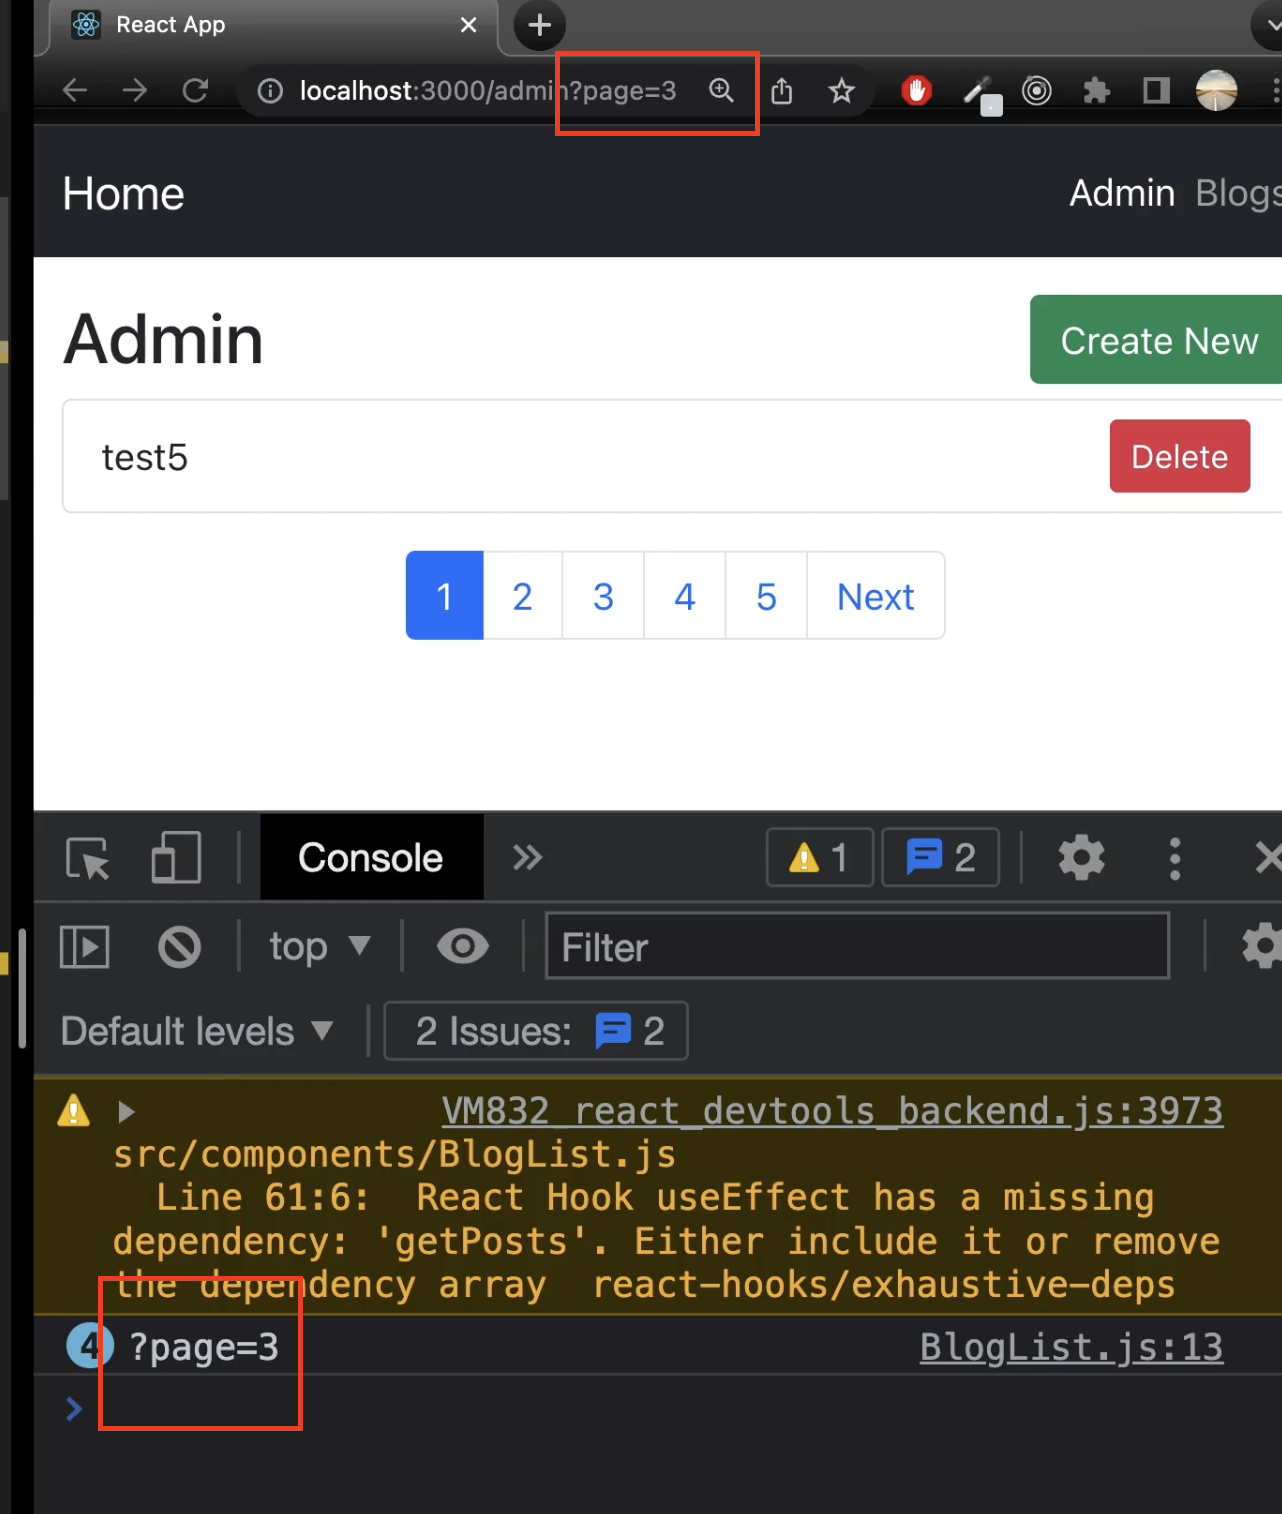 React App
localhost:3000/admin?page=3
Home Admin Blogs
Admin Create New
test5 Delete
1 2 3 4 5 Next
Console 1 2
top Filter
Default levels 2 Issues: 2
VM832 react_devtools_backend.js:3973
src/components/BlogList.js
Line 61:6: React Hook useEffect has a missing
dependency: 'getPosts'. Either include it or remove
the dependency array react-hooks/exhaustive-deps
4 ?page=3 BlogList.js:13